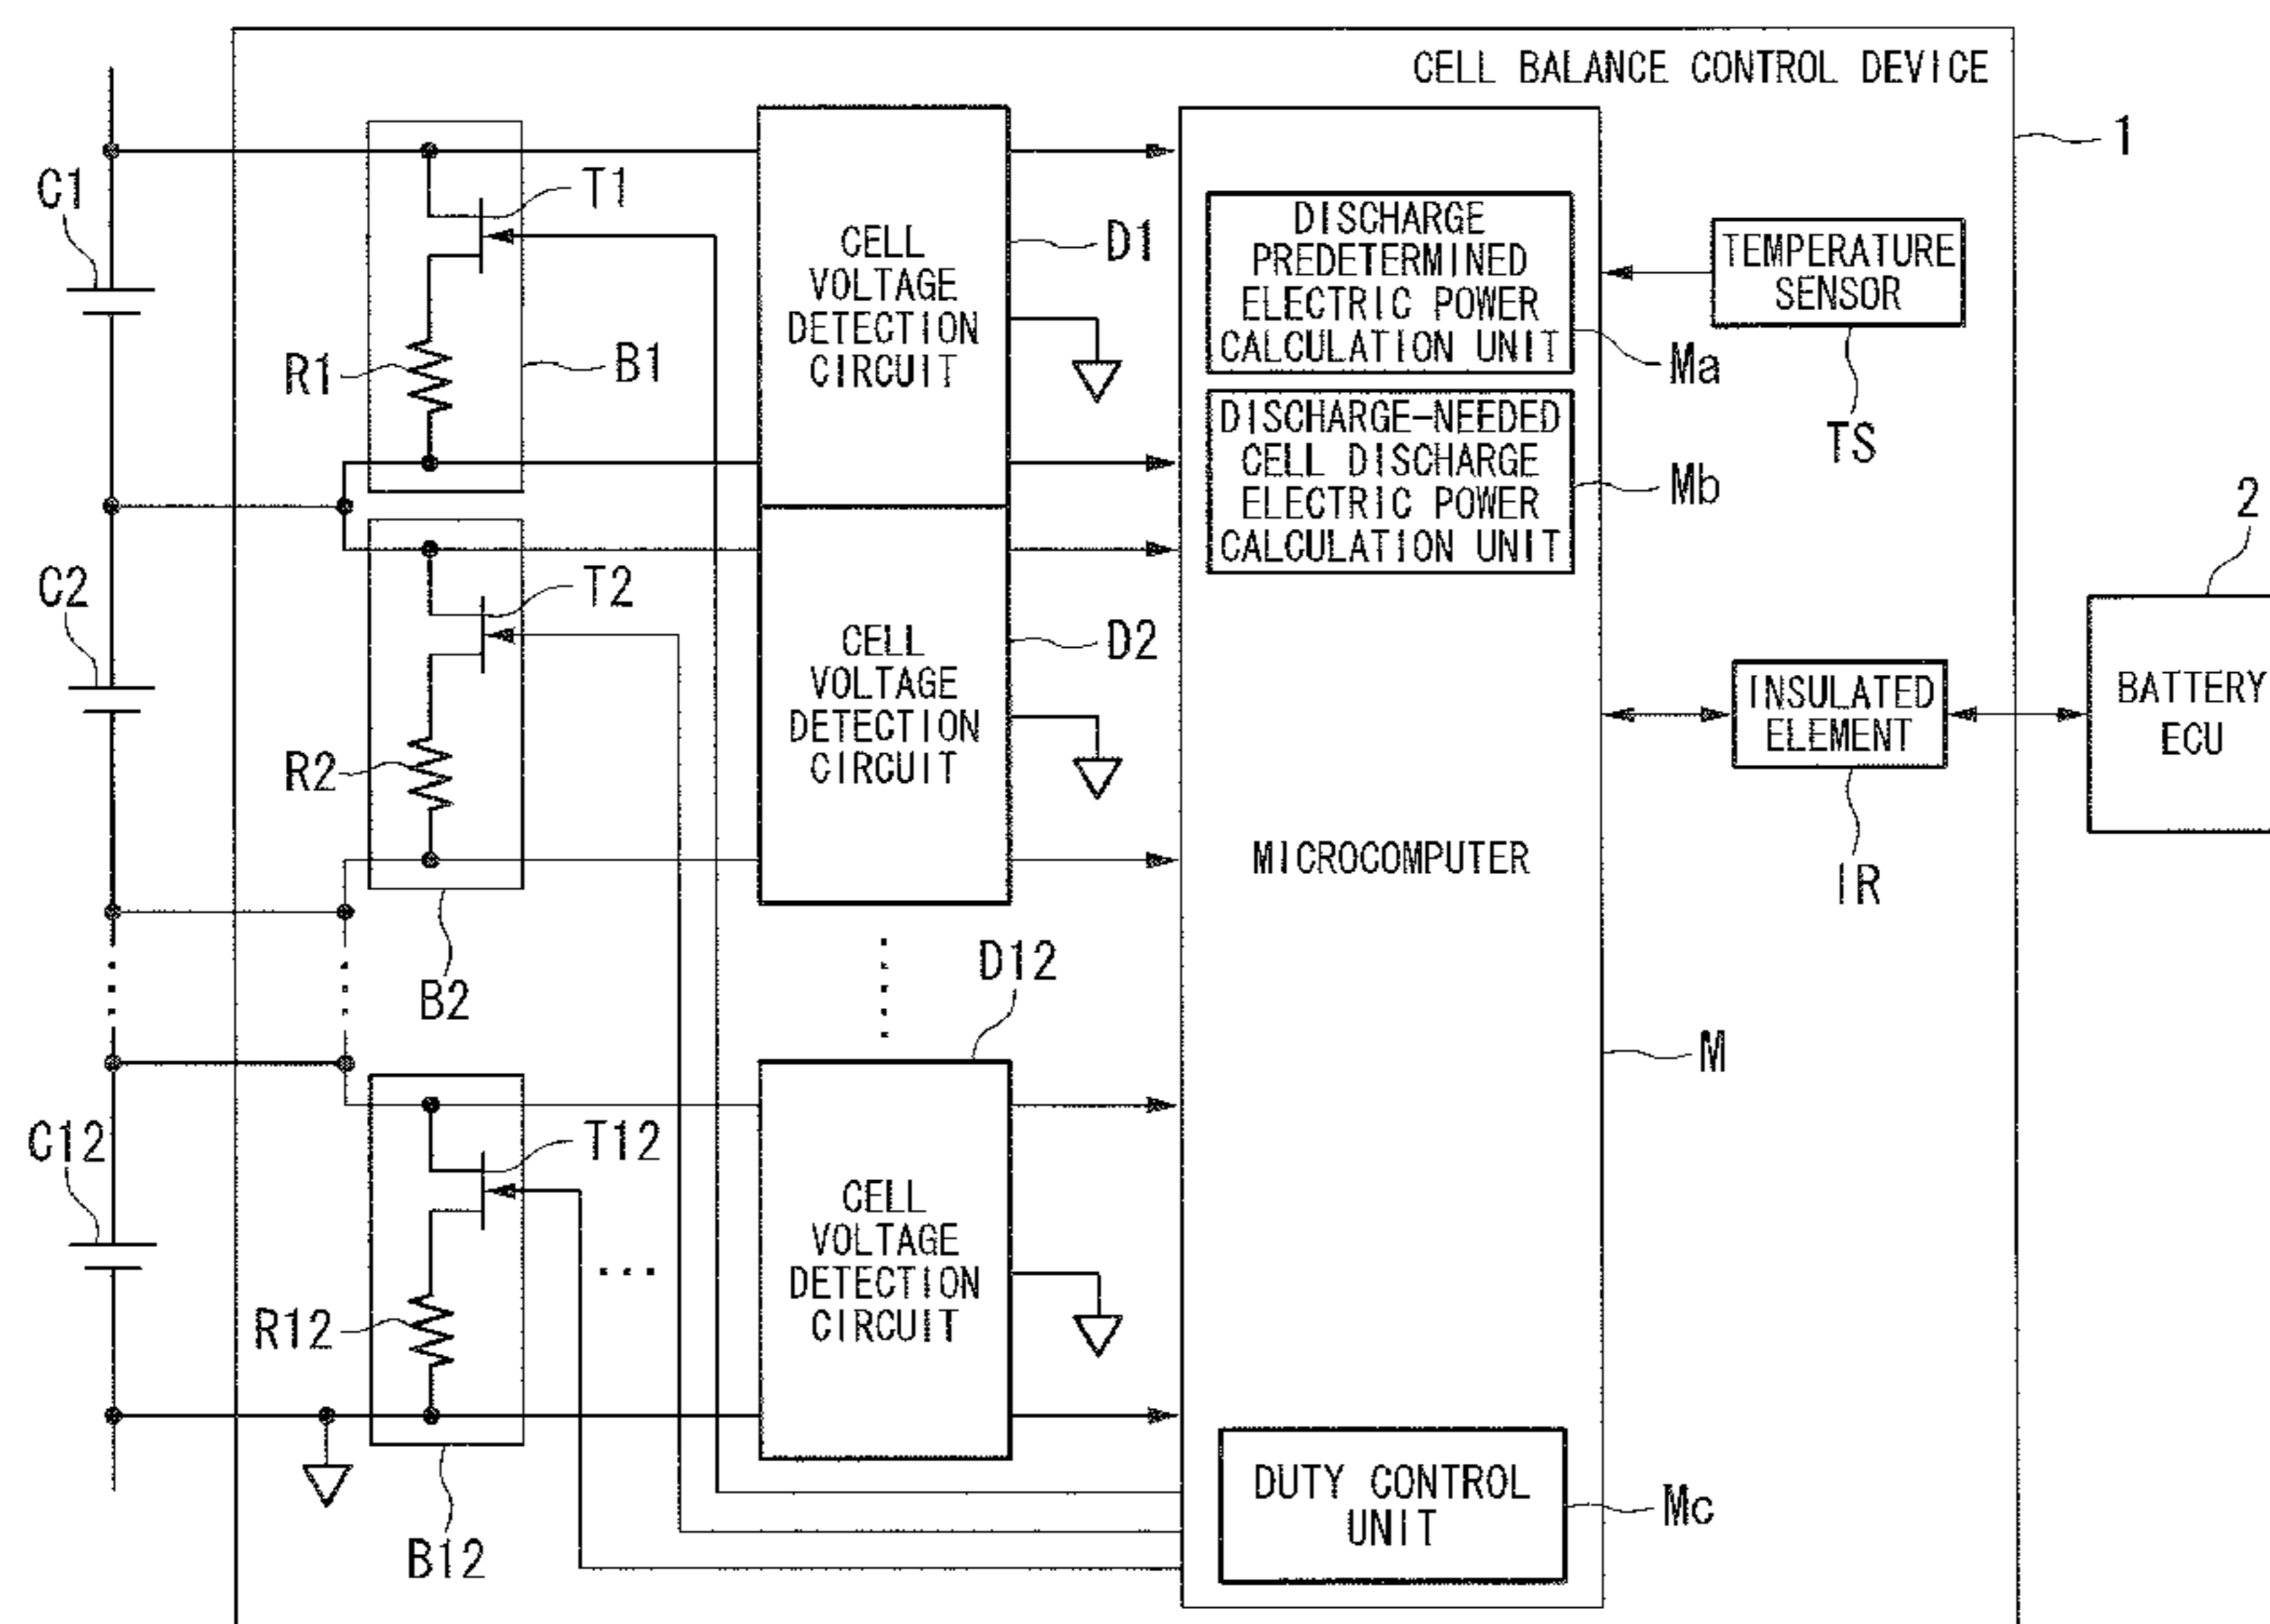 CELL BALANCE CONTROL DEVICE
1
C1
T1
R1
B1
CELL
VOLTAGE
DETECTION
CIRCUIT
D1
DISCHARGE
PREDETERMINED
ELECTRIC POWER
CALCULATION UNIT
Ma
TEMPERATURE
SENSOR
TS
DISCHARGE-NEEDED
CELL DISCHARGE
ELECTRIC POWER
CALCULATION UNIT
Mb
C2
T2
R2
B2
CELL
VOLTAGE
DETECTION
CIRCUIT
D2
MICROCOMPUTER
INSULATED
ELEMENT
IR
2
BATTERY
ECU
D12
M
C12
T12
R12
B12
...
CELL
VOLTAGE
DETECTION
CIRCUIT
DUTY CONTROL
UNIT
Mc